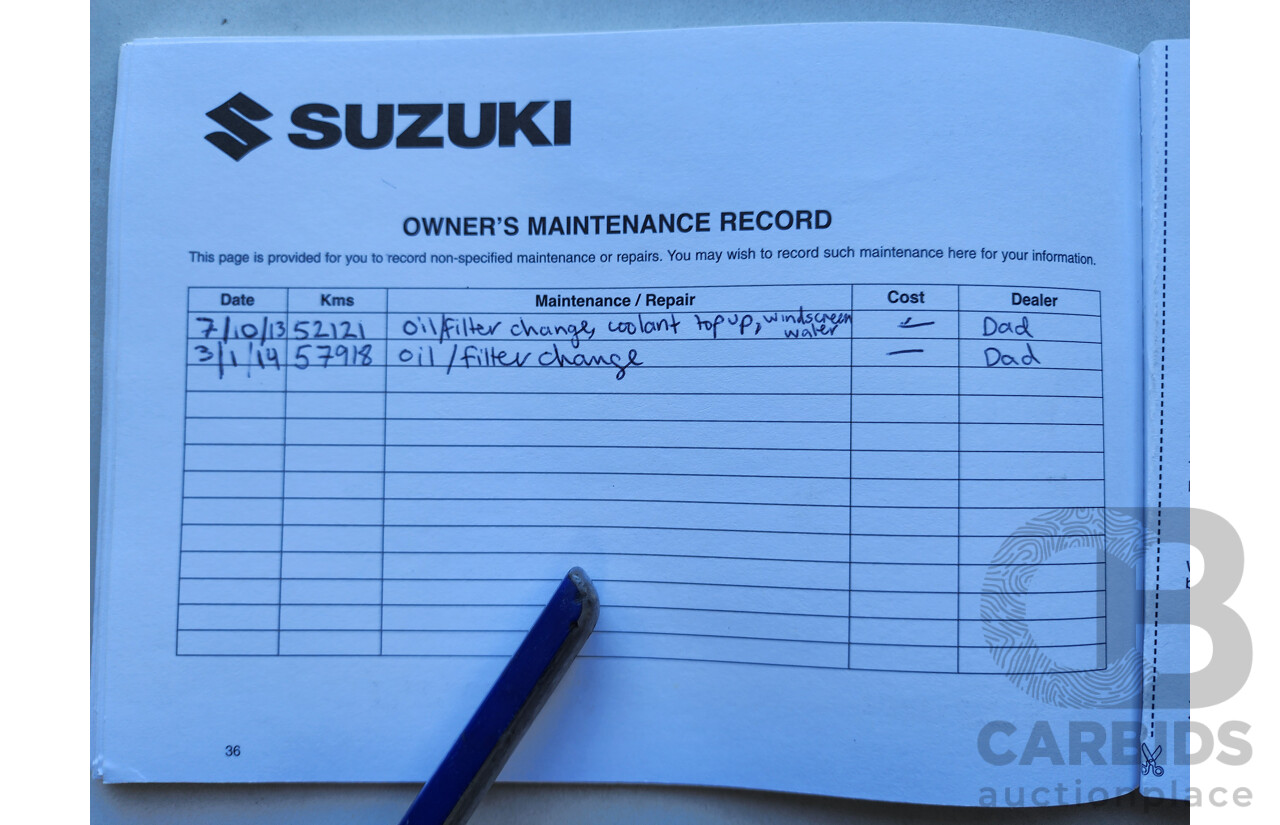 SUZUKI
OWNER'S MAINTENANCE RECORD
This page is provided for you to record non-specified maintenance or repairs. You may wish to record such maintenance here for your information.
Date Kms Maintenance / Repair Cost Dealer
7/10/13 52121 oil/filter change, coolant top up, windscreen water — Dad
3/1/14 57918 oil/filter change — Dad
36
CARBIDS
auctionplace